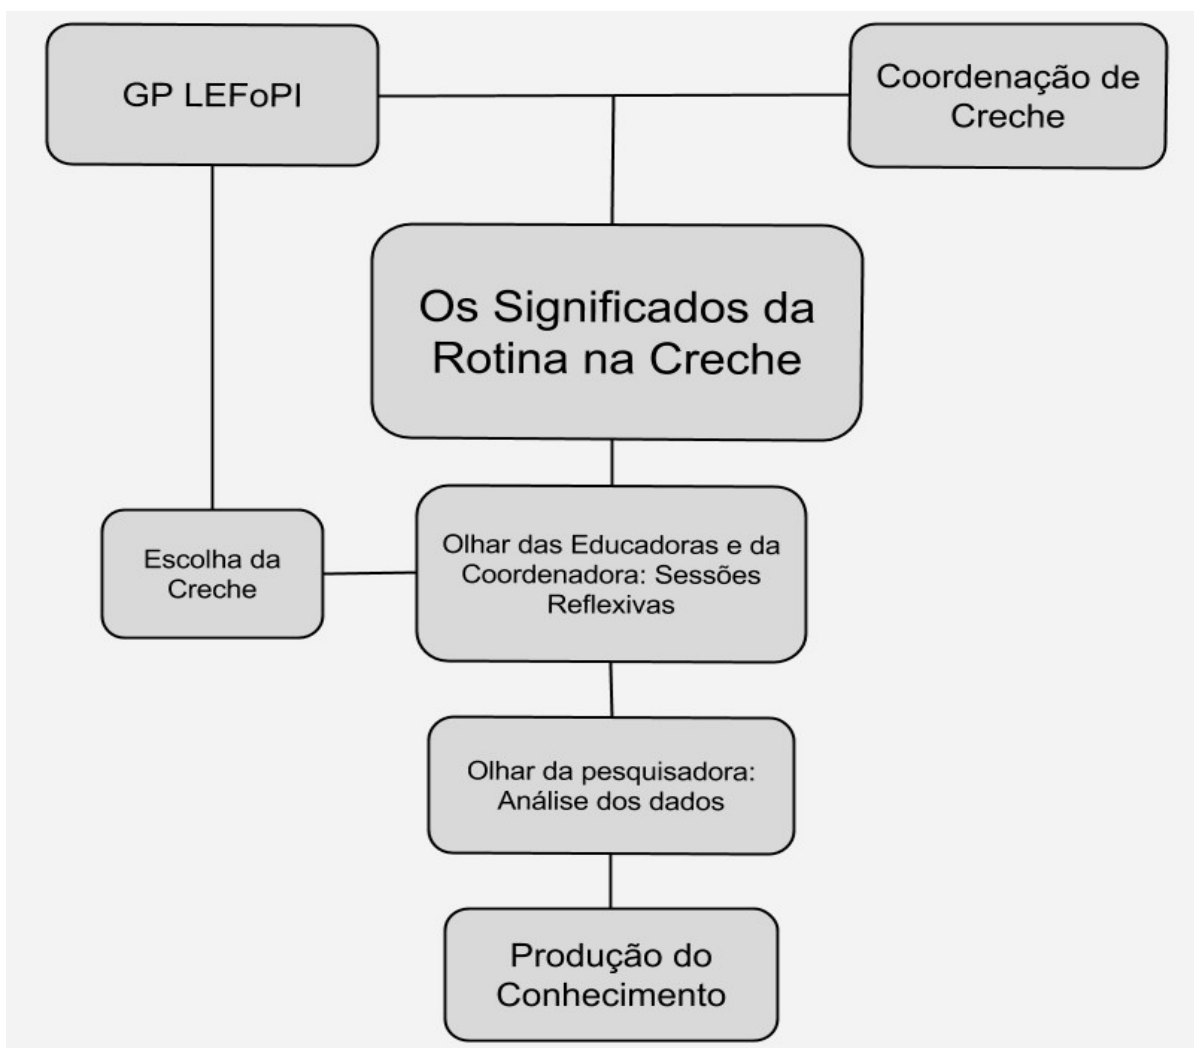 GP LEFoPI
Coordenação de
Creche
Os Significados da
Rotina na Creche
Escolha da
Creche
Olhar das Educadoras e da
Coordenadora: Sessões
Reflexivas
Olhar da pesquisadora:
Análise dos dados
Produção do
Conhecimento